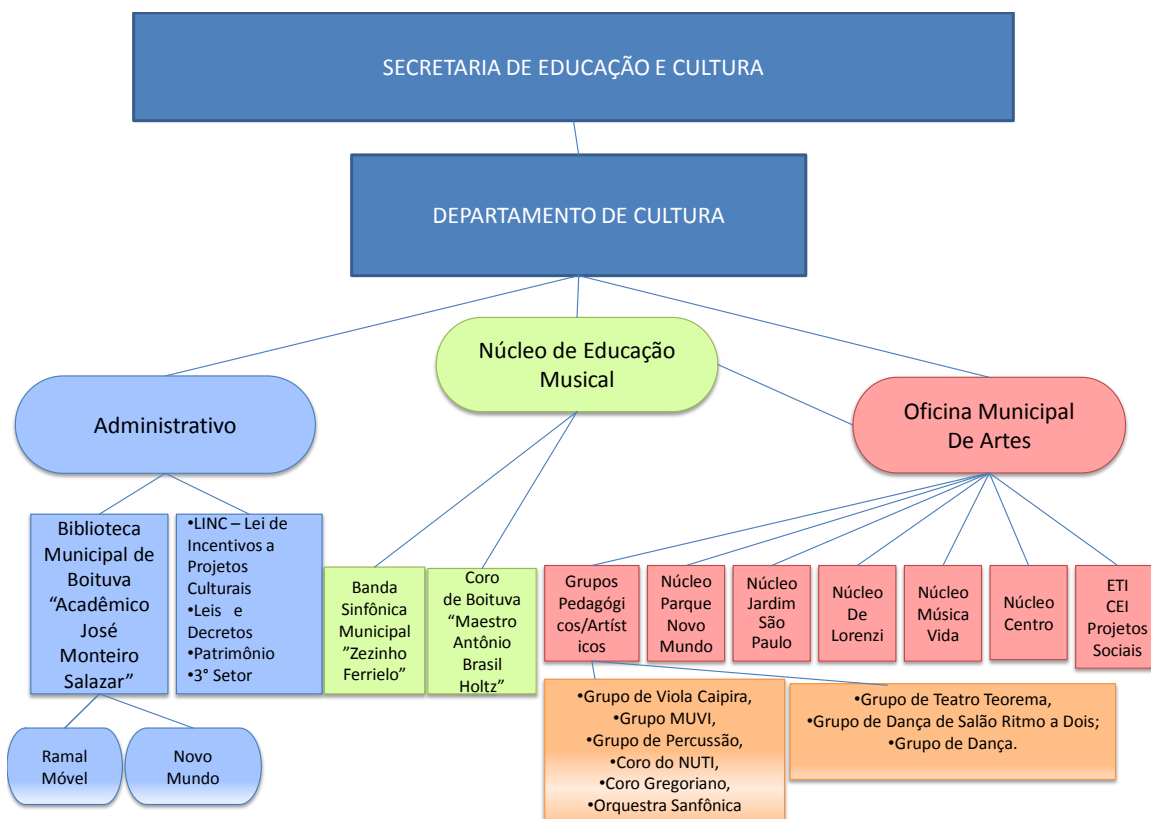 SECRETARIA DE EDUCAÇÃO E CULTURA
DEPARTAMENTO DE CULTURA
Núcleo de Educação
Musical
Administrativo
Oficina Municipal
De Artes
Biblioteca
Municipal de
Boituva
“Acadêmico
José
Monteiro
Salazar”
•LINC – Lei de
Incentivos a
Projetos
Culturais
•Leis e
Decretos
•Patrimônio
•3° Setor
Banda
Sinfônica
Municipal
”Zezinho
Ferrielo”
Coro
de Boituva
“Maestro
Antônio
Brasil
Holtz”
Grupos
Pedagógi
cos/Artíst
icos
Núcleo
Parque
Novo
Mundo
Núcleo
Jardim
São
Paulo
Núcleo
De
Lorenzi
Núcleo
Música
Vida
Núcleo
Centro
ETI
CEI
Projetos
Sociais
Ramal
Móvel
Novo
Mundo
•Grupo de Viola Caipira,
•Grupo MUVI,
•Grupo de Percussão,
•Coro do NUTI,
•Coro Gregoriano,
•Orquestra Sanfônica
•Grupo de Teatro Teorema,
•Grupo de Dança de Salão Ritmo a Dois;
•Grupo de Dança.